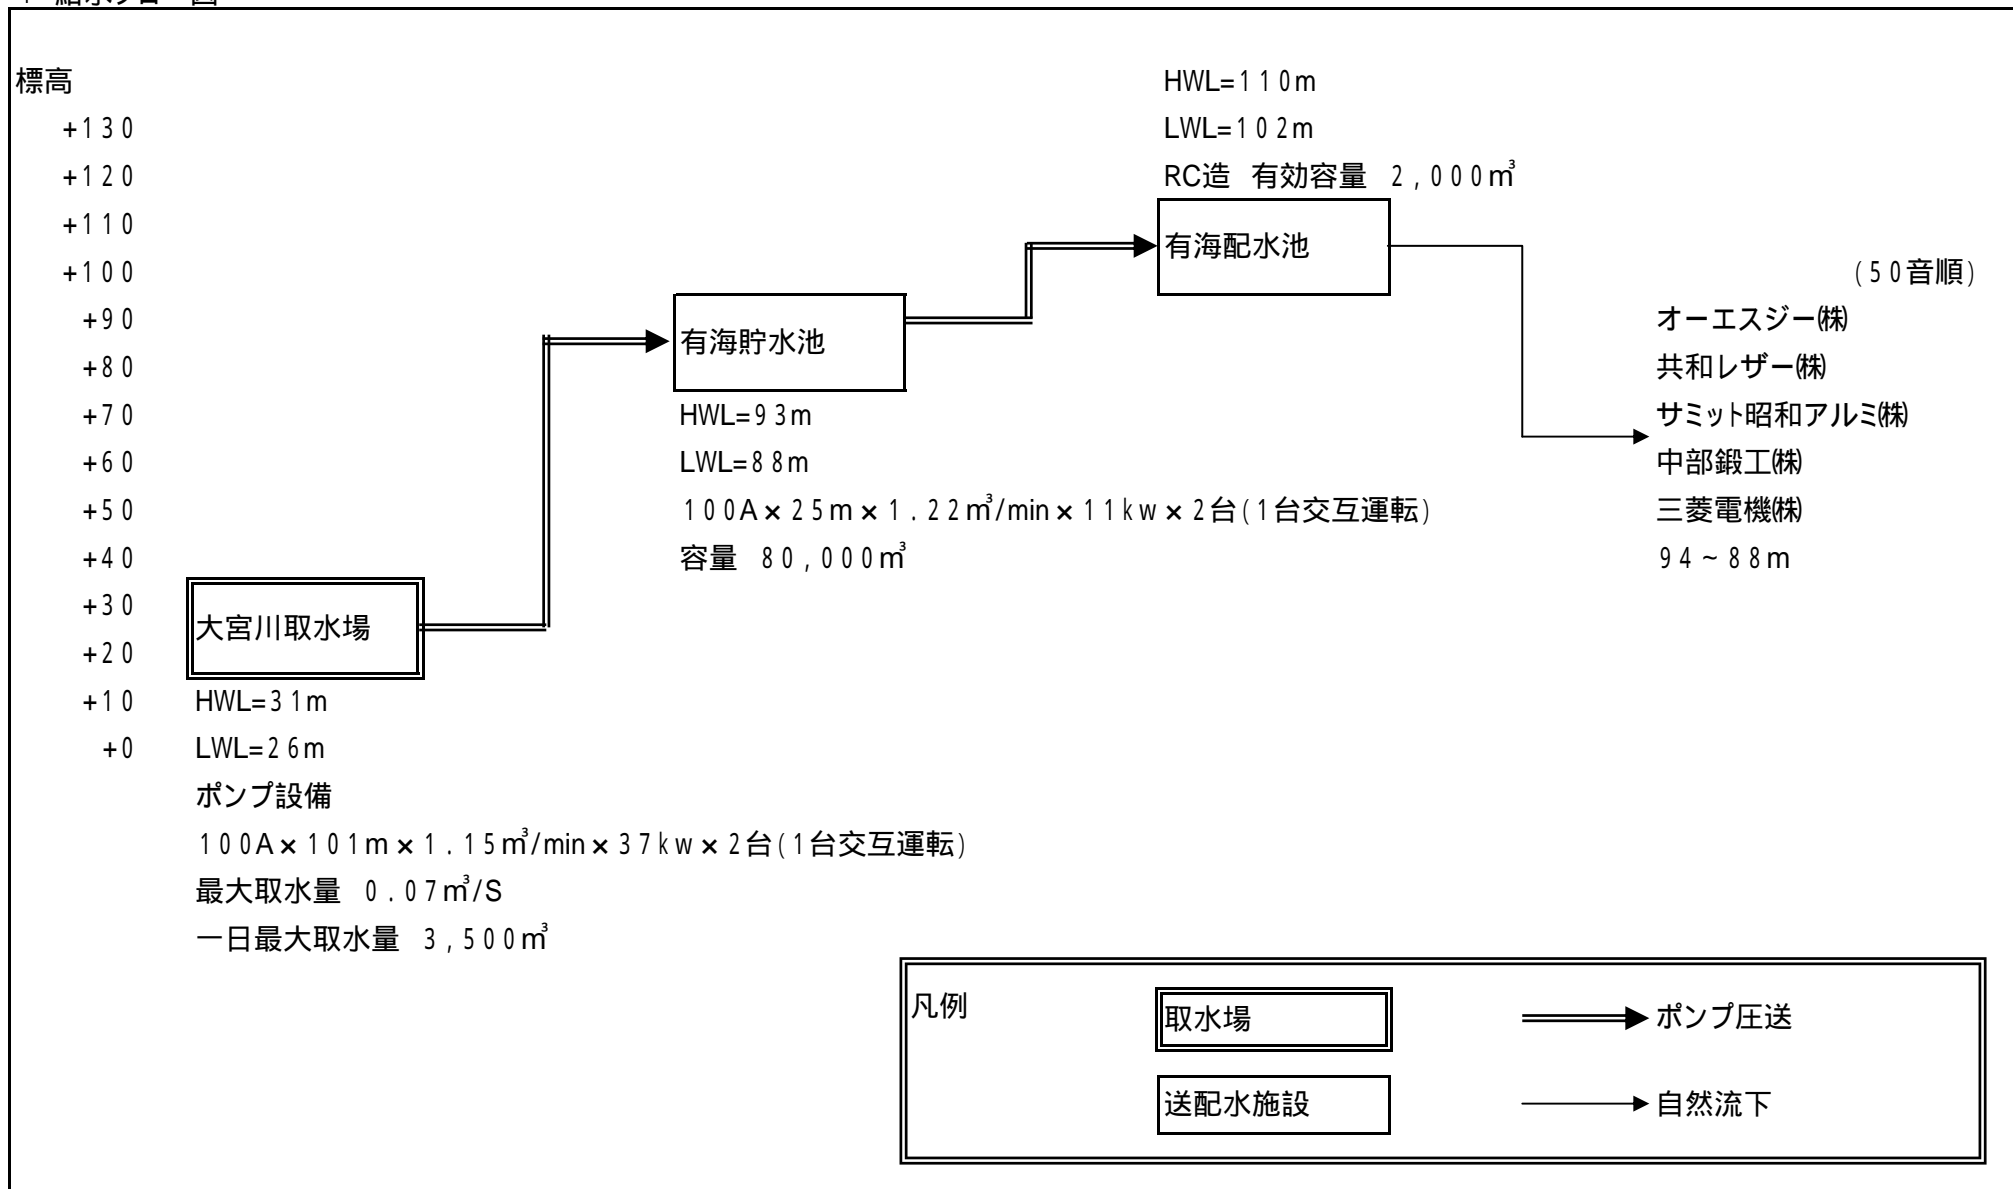 標高
+130
+120
+110
+100
+90
+80
+70
+60
+50
+40
+30
+20
+10
+0
大宮川取水場
HWL=31m
LWL=26m
ポンプ設備
100A×101m×1.15㎥/min×37kw×2台(1台交互運転)
最大取水量 0.07㎥/S
一日最大取水量 3,500㎥
有海貯水池
HWL=93m
LWL=88m
100A×25m×1.22㎥/min×11kw×2台(1台交互運転)
容量 80,000㎥
HWL=110m
LWL=102m
RC造 有効容量 2,000㎥
有海配水池
(50音順)
オーエスジー㈱
共和レザー㈱
サミット昭和アルミ㈱
中部鍛工㈱
三菱電機㈱
94~88m
凡例
取水場
ポンプ圧送
送配水施設
自然流下